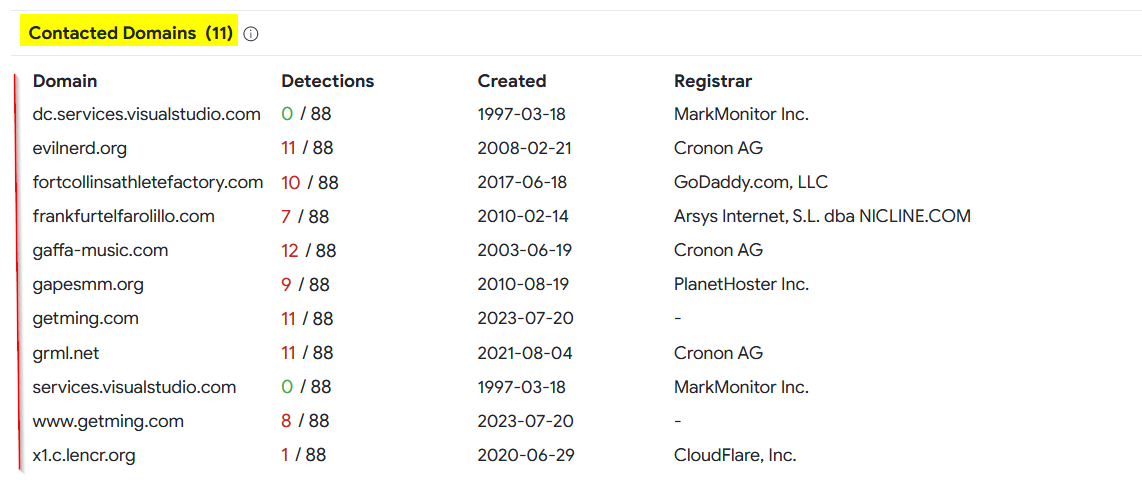 Contacted Domains (11)
Domain Detections Created Registrar
dc.services.visualstudio.com 0 / 88 1997-03-18 MarkMonitor Inc.
evilnerd.org 11 / 88 2008-02-21 Cronon AG
fortcollinsathletefactory.com 10 / 88 2017-06-18 GoDaddy.com, LLC
frankfurtelfarolillo.com 7 / 88 2010-02-14 Arsys Internet, S.L. dba NICLINE.COM
gaffa-music.com 12 / 88 2003-06-19 Cronon AG
gapesmm.org 9 / 88 2010-08-19 PlanetHoster Inc.
getming.com 11 / 88 2023-07-20 -
grml.net 11 / 88 2021-08-04 Cronon AG
services.visualstudio.com 0 / 88 1997-03-18 MarkMonitor Inc.
www.getming.com 8 / 88 2023-07-20 -
x1.c.lencr.org 1 / 88 2020-06-29 CloudFlare, Inc.